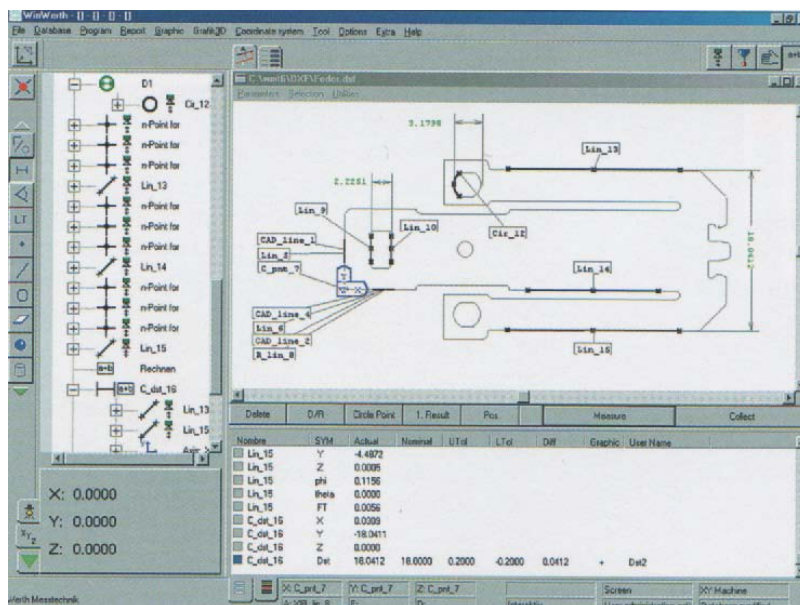 WinWerth - [] - [] - [] - []
File Database Program Report Graphic Grafik3D Coordinate system Tool Options Extra Help
D1
Cir_12
n-Point for
n-Point for
n-Point for
Lin_13
n-Point for
n-Point for
n-Point for
Lin_14
n-Point for
n-Point for
n-Point for
Lin_15
Rechnen
C_dst_16
Lin_13
Lin_15
LT
X: 0.0000
Y: 0.0000
Z: 0.0000
Parameters Selection Utilities
3.1798
Lin_13
2.2251
Lin_9
Lin_10
Cir_12
CAD_line_1
Lin_5
C_pnt_7
18.0412
Lin_14
CAD_line_4
Lin_6
CAD_line_2
B_lin_8
Lin_15
Delete D/R Circle Point 1. Result Pos. Measure Collect
Nombre SYM Actual Nominal UTol LTol Diff Graphic User Name
Lin_15 Y -4.4872
Lin_15 Z 0.0005
Lin_15 phi 0.1156
Lin_15 theta 0.0000
Lin_15 FT 0.0056
C_dst_16 X 0.0309
C_dst_16 Y -18.0411
C_dst_16 Z 0.0000
C_dst_16 Dst 18.0412 18.0000 0.2000 -0.2000 0.0412 + Dst2
X: C_pnt_7 Y: C_pnt_7 Z: C_pnt_7 Screen XY Machine
Werth Messtechnik